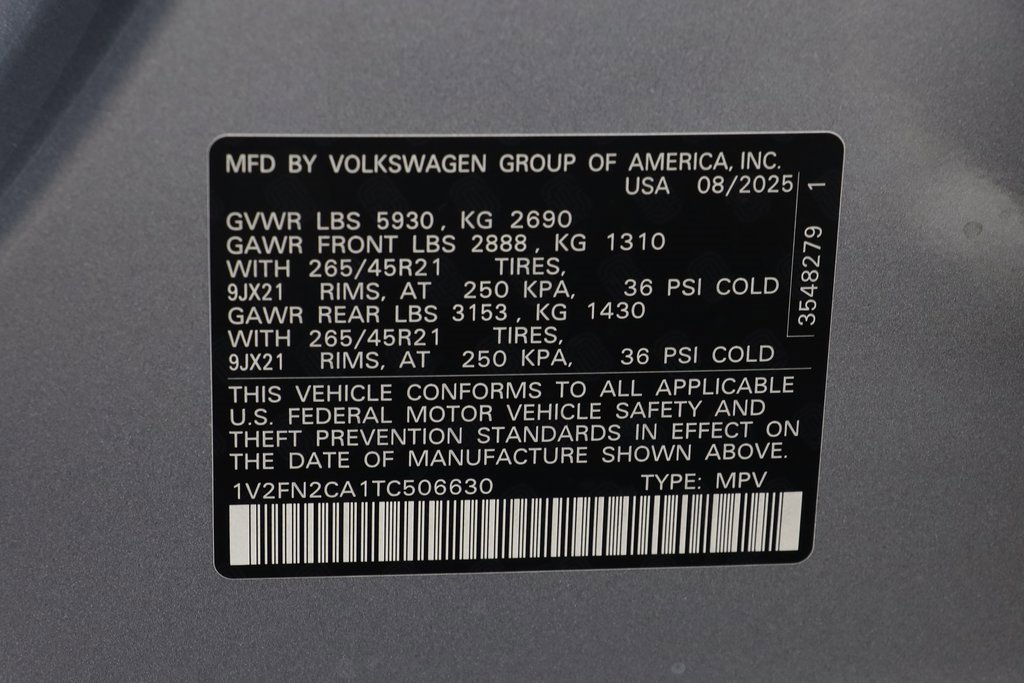 MFD BY VOLKSWAGEN GROUP OF AMERICA, INC.
USA 08/2025
GVWR LBS 5930, KG 2690
GAWR FRONT LBS 2888, KG 1310
WITH 265/45R21 TIRES,
9JX21 RIMS, AT 250 KPA, 36 PSI COLD
GAWR REAR LBS 3153, KG 1430
WITH 265/45R21 TIRES,
9JX21 RIMS, AT 250 KPA, 36 PSI COLD
3548279 1
THIS VEHICLE CONFORMS TO ALL APPLICABLE
U.S. FEDERAL MOTOR VEHICLE SAFETY AND
THEFT PREVENTION STANDARDS IN EFFECT ON
THE DATE OF MANUFACTURE SHOWN ABOVE.
1V2FN2CA1TC506630 TYPE: MPV